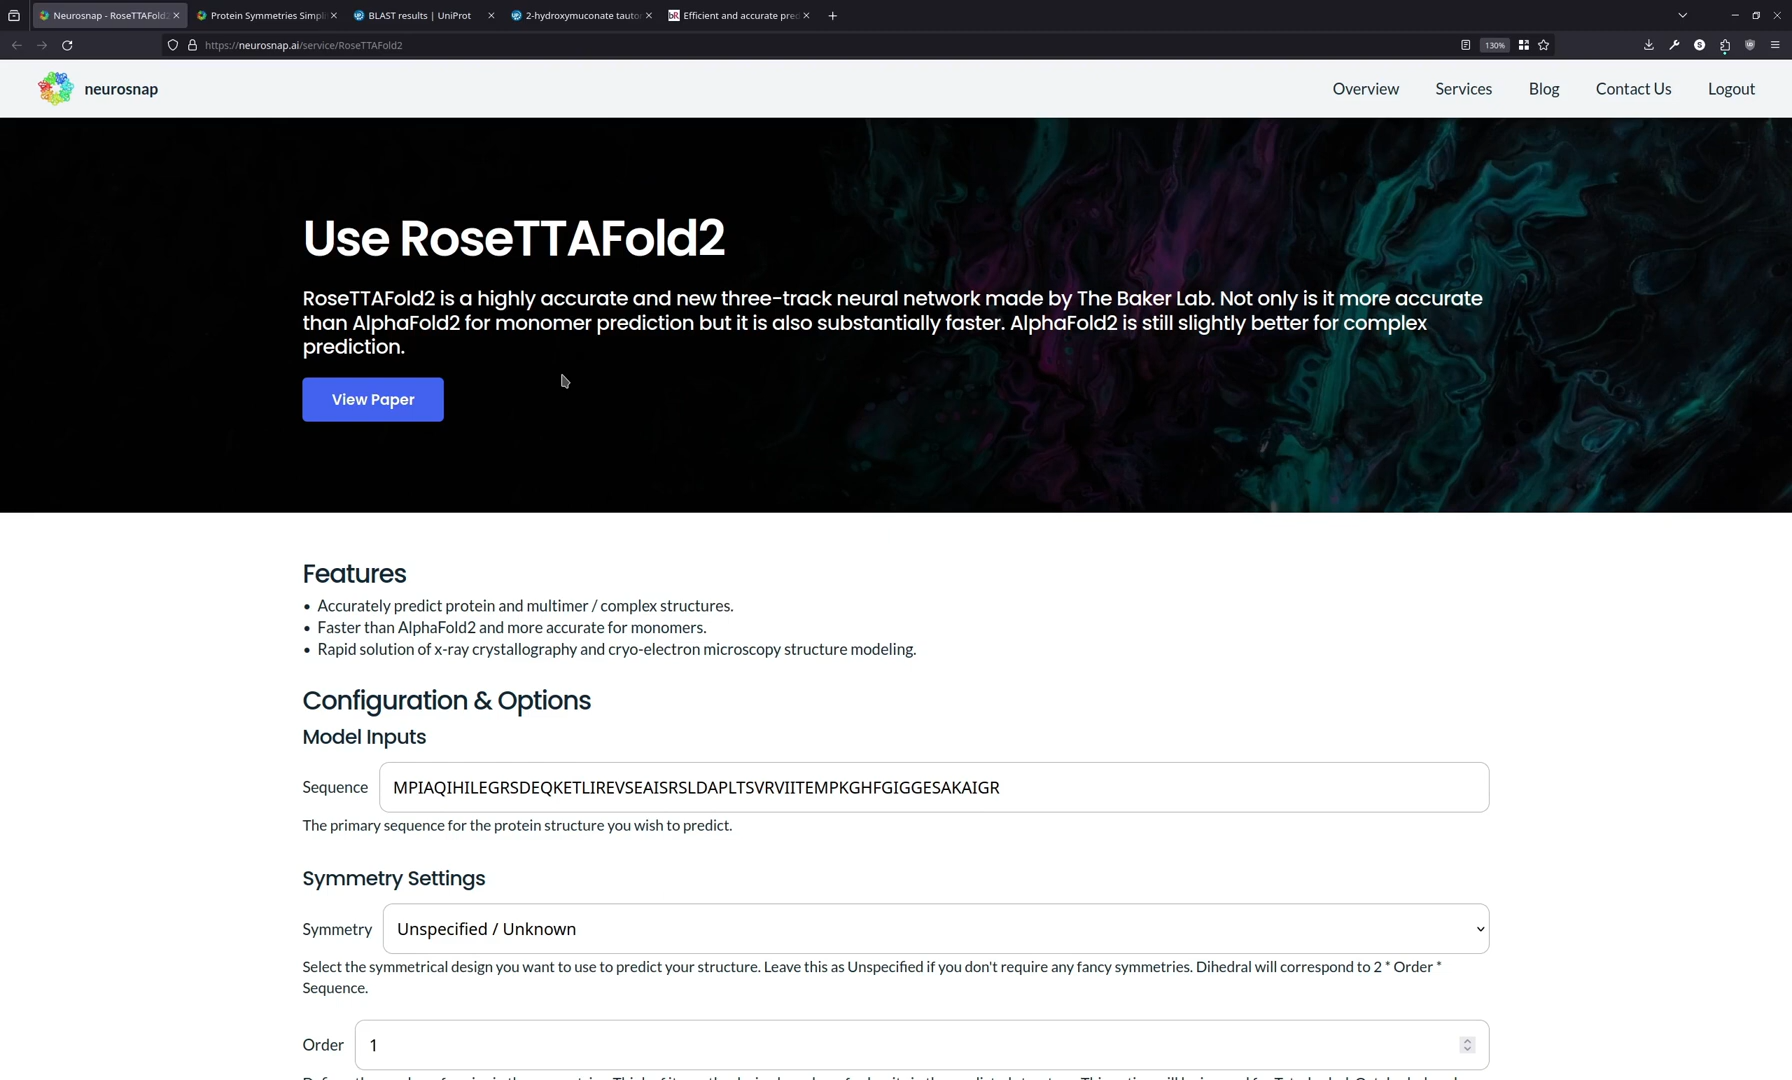 Neurosnap - RoseTTAFold2
Protein Symmetries Simpli
BLAST results | UniProt
2-hydroxymuconate tauto
Efficient and accurate pred
https://neurosnap.ai/service/RoseTTAFold2
130%
neurosnap
Overview
Services
Blog
Contact Us
Logout
Use RoseTTAFold2
RoseTTAFold2 is a highly accurate and new three-track neural network made by The Baker Lab. Not only is it more accurate
than AlphaFold2 for monomer prediction but it is also substantially faster. AlphaFold2 is still slightly better for complex
prediction.
View Paper
Features
• Accurately predict protein and multimer / complex structures.
• Faster than AlphaFold2 and more accurate for monomers.
• Rapid solution of x-ray crystallography and cryo-electron microscopy structure modeling.
Configuration & Options
Model Inputs
Sequence
MPIAQIHILEGRSDEQKETLIREVSEAISRSLDAPLTSVRVIITEMPKGHFGIGGESAKAIGR
The primary sequence for the protein structure you wish to predict.
Symmetry Settings
Symmetry
Unspecified / Unknown
Select the symmetrical design you want to use to predict your structure. Leave this as Unspecified if you don't require any fancy symmetries. Dihedral will correspond to 2 * Order *
Sequence.
Order
1